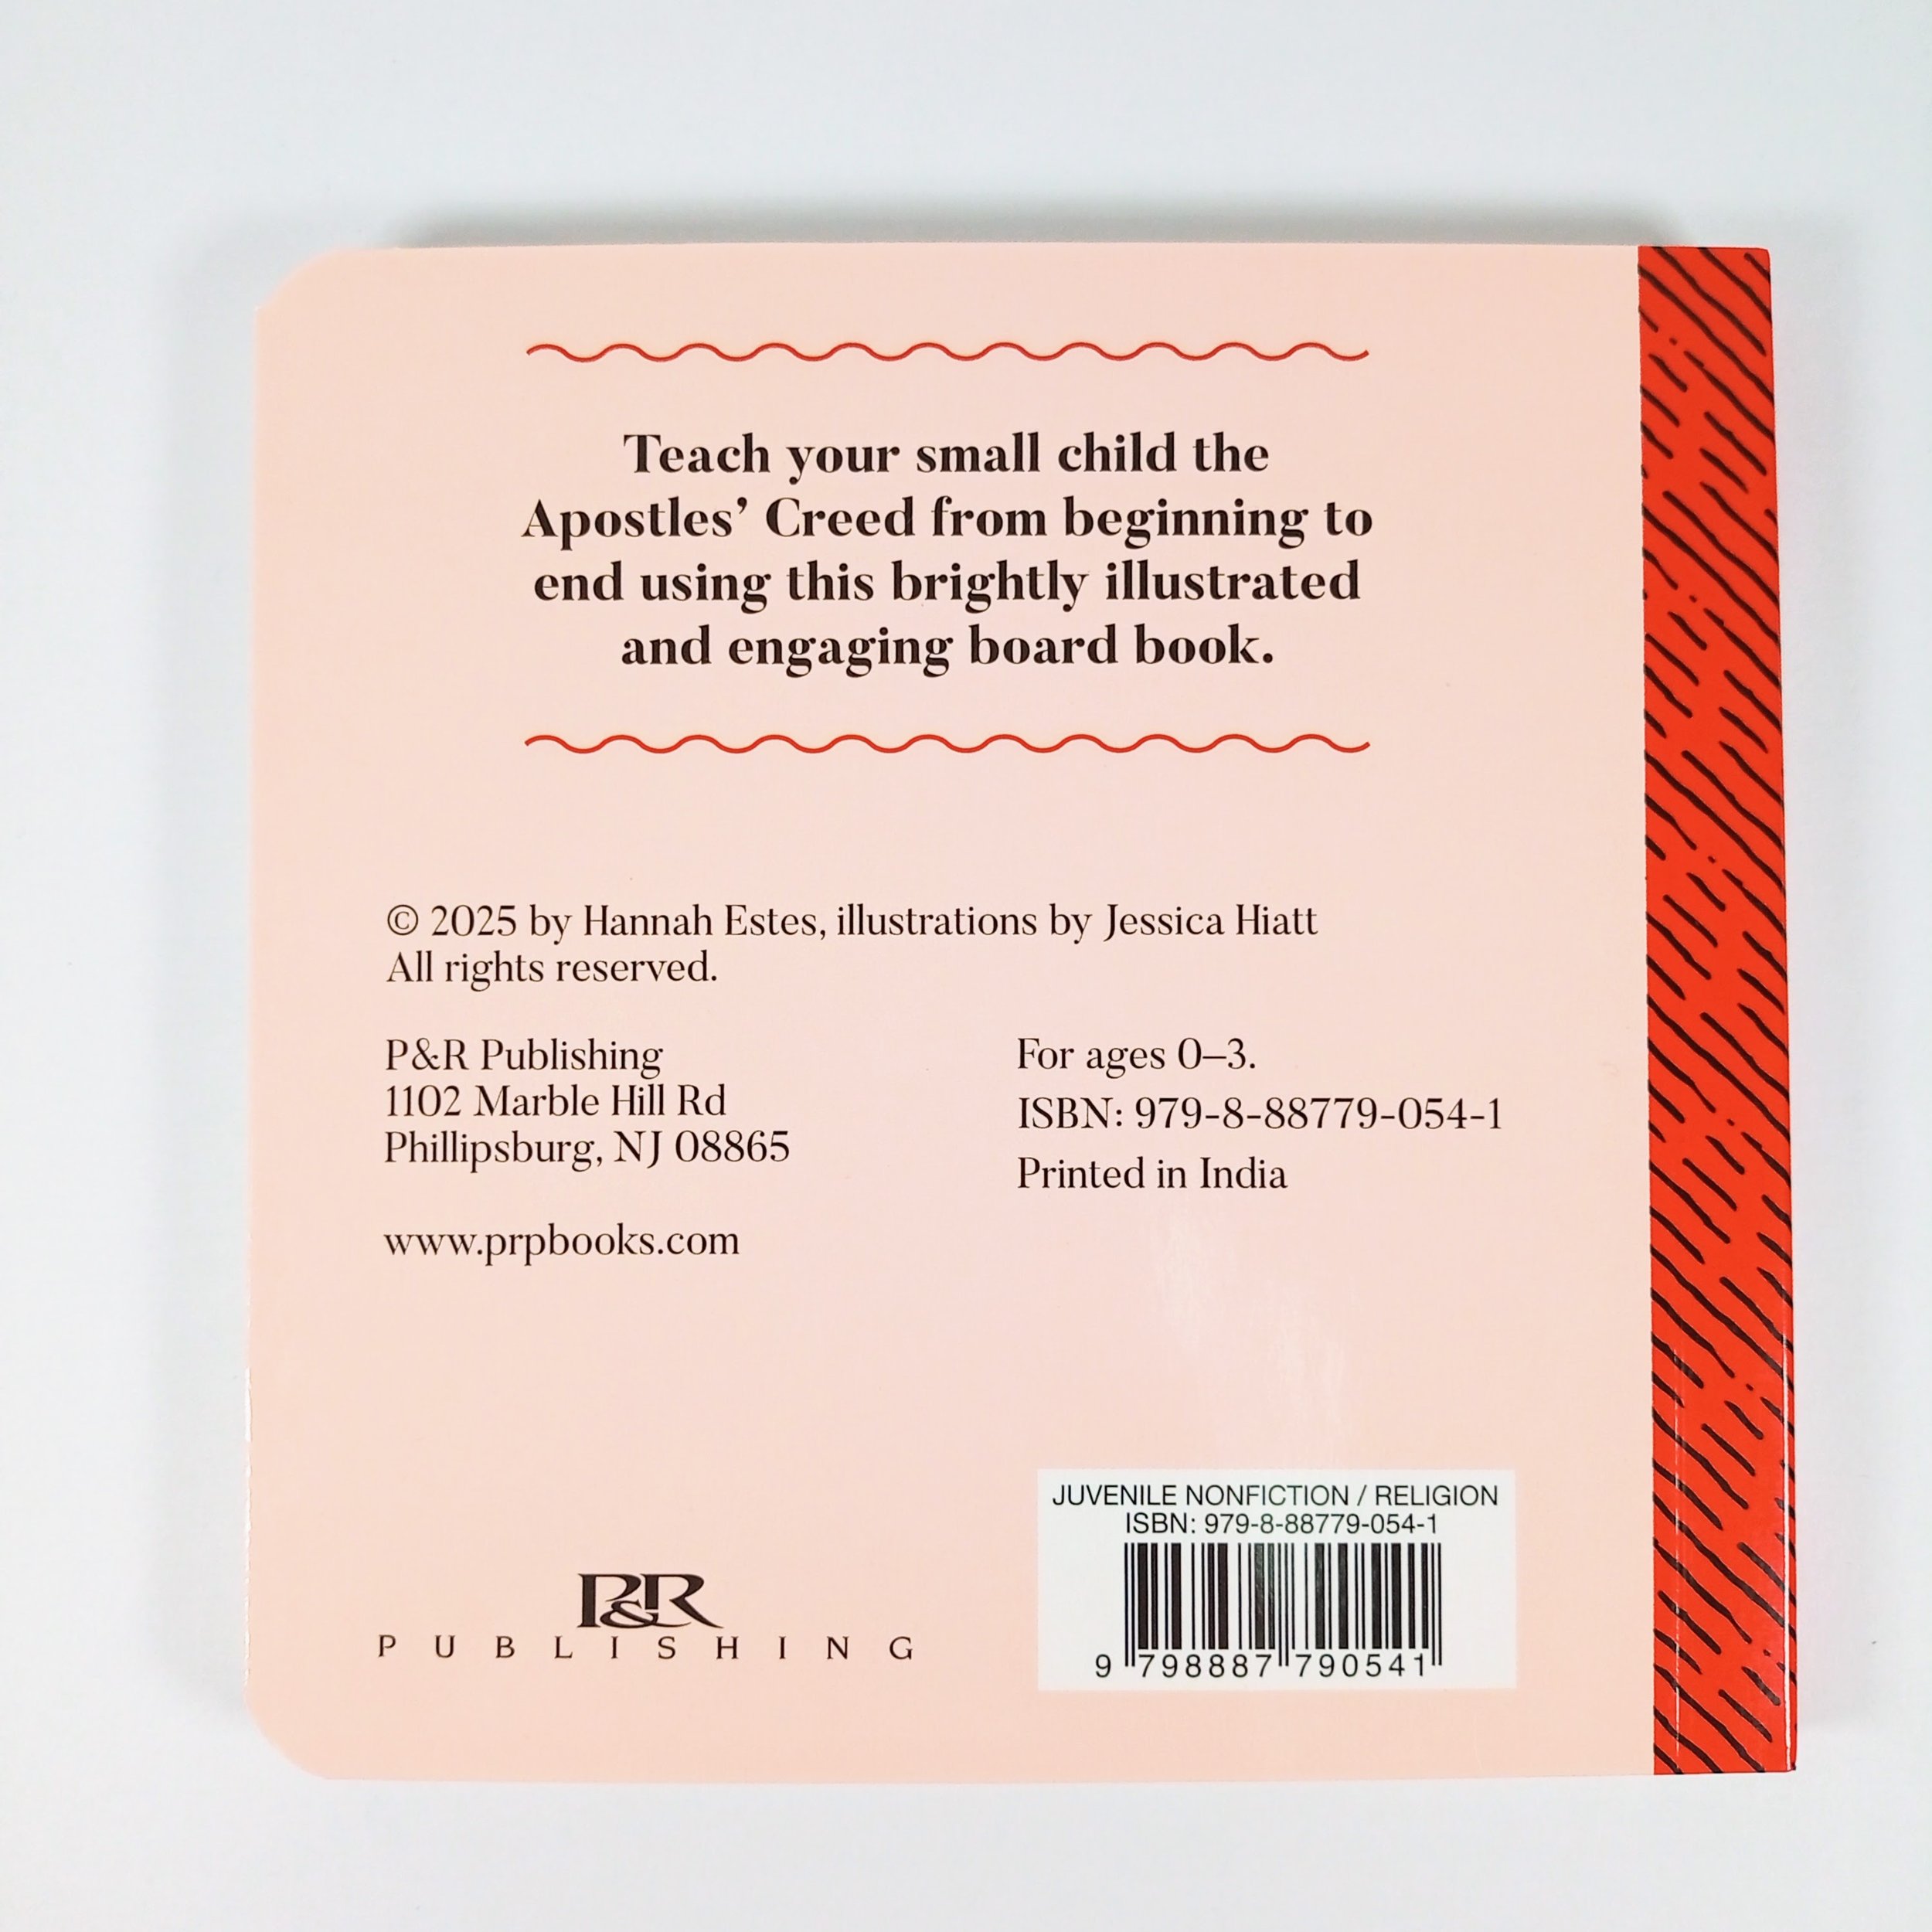 Teach your small child the
Apostles’ Creed from beginning to
end using this brightly illustrated
and engaging board book.
© 2025 by Hannah Estes, illustrations by Jessica Hiatt
All rights reserved.
P&R Publishing
1102 Marble Hill Rd
Phillipsburg, NJ 08865
www.prpbooks.com
For ages 0–3.
ISBN: 979-8-88779-054-1
Printed in India
P&R
PUBLISHING
JUVENILE NONFICTION / RELIGION
ISBN: 979-8-88779-054-1
9 798887 790541